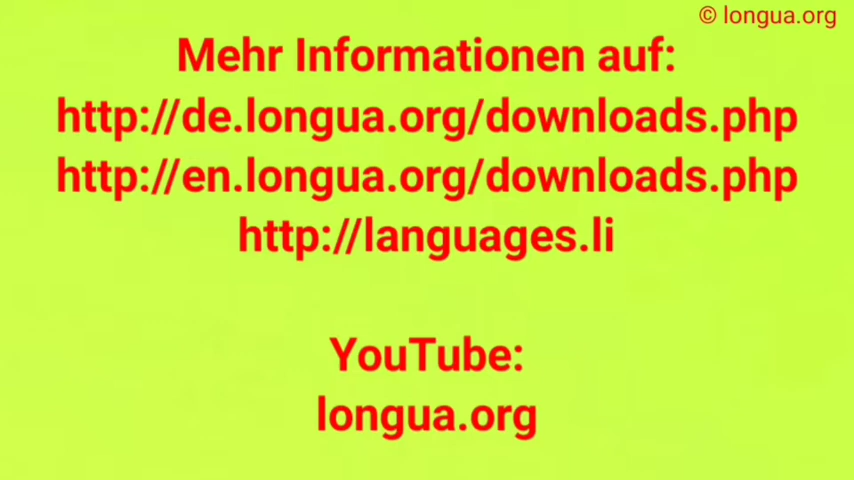 © longua.org
Mehr Informationen auf:
http://de.longua.org/downloads.php
http://en.longua.org/downloads.php
http://languages.li
YouTube:
longua.org